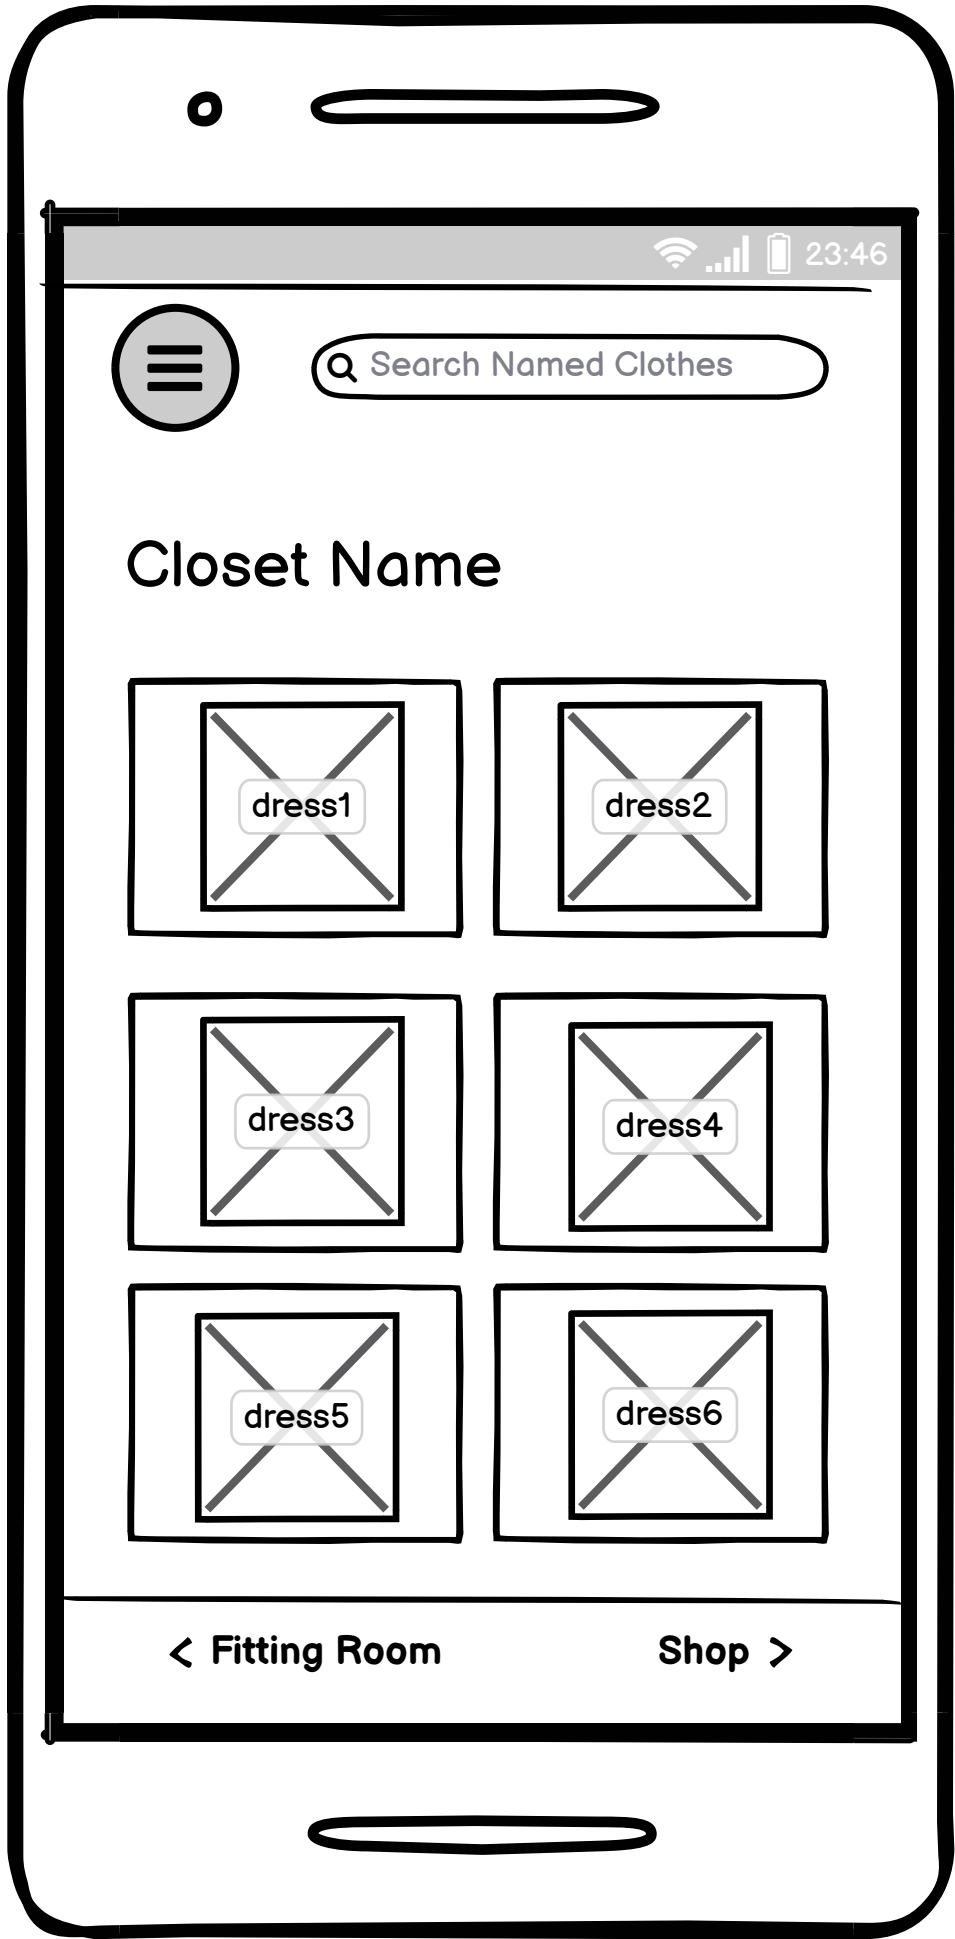 23:46
Search Named Clothes
Closet Name
dress1
dress2
dress3
dress4
dress5
dress6
< Fitting Room
Shop >